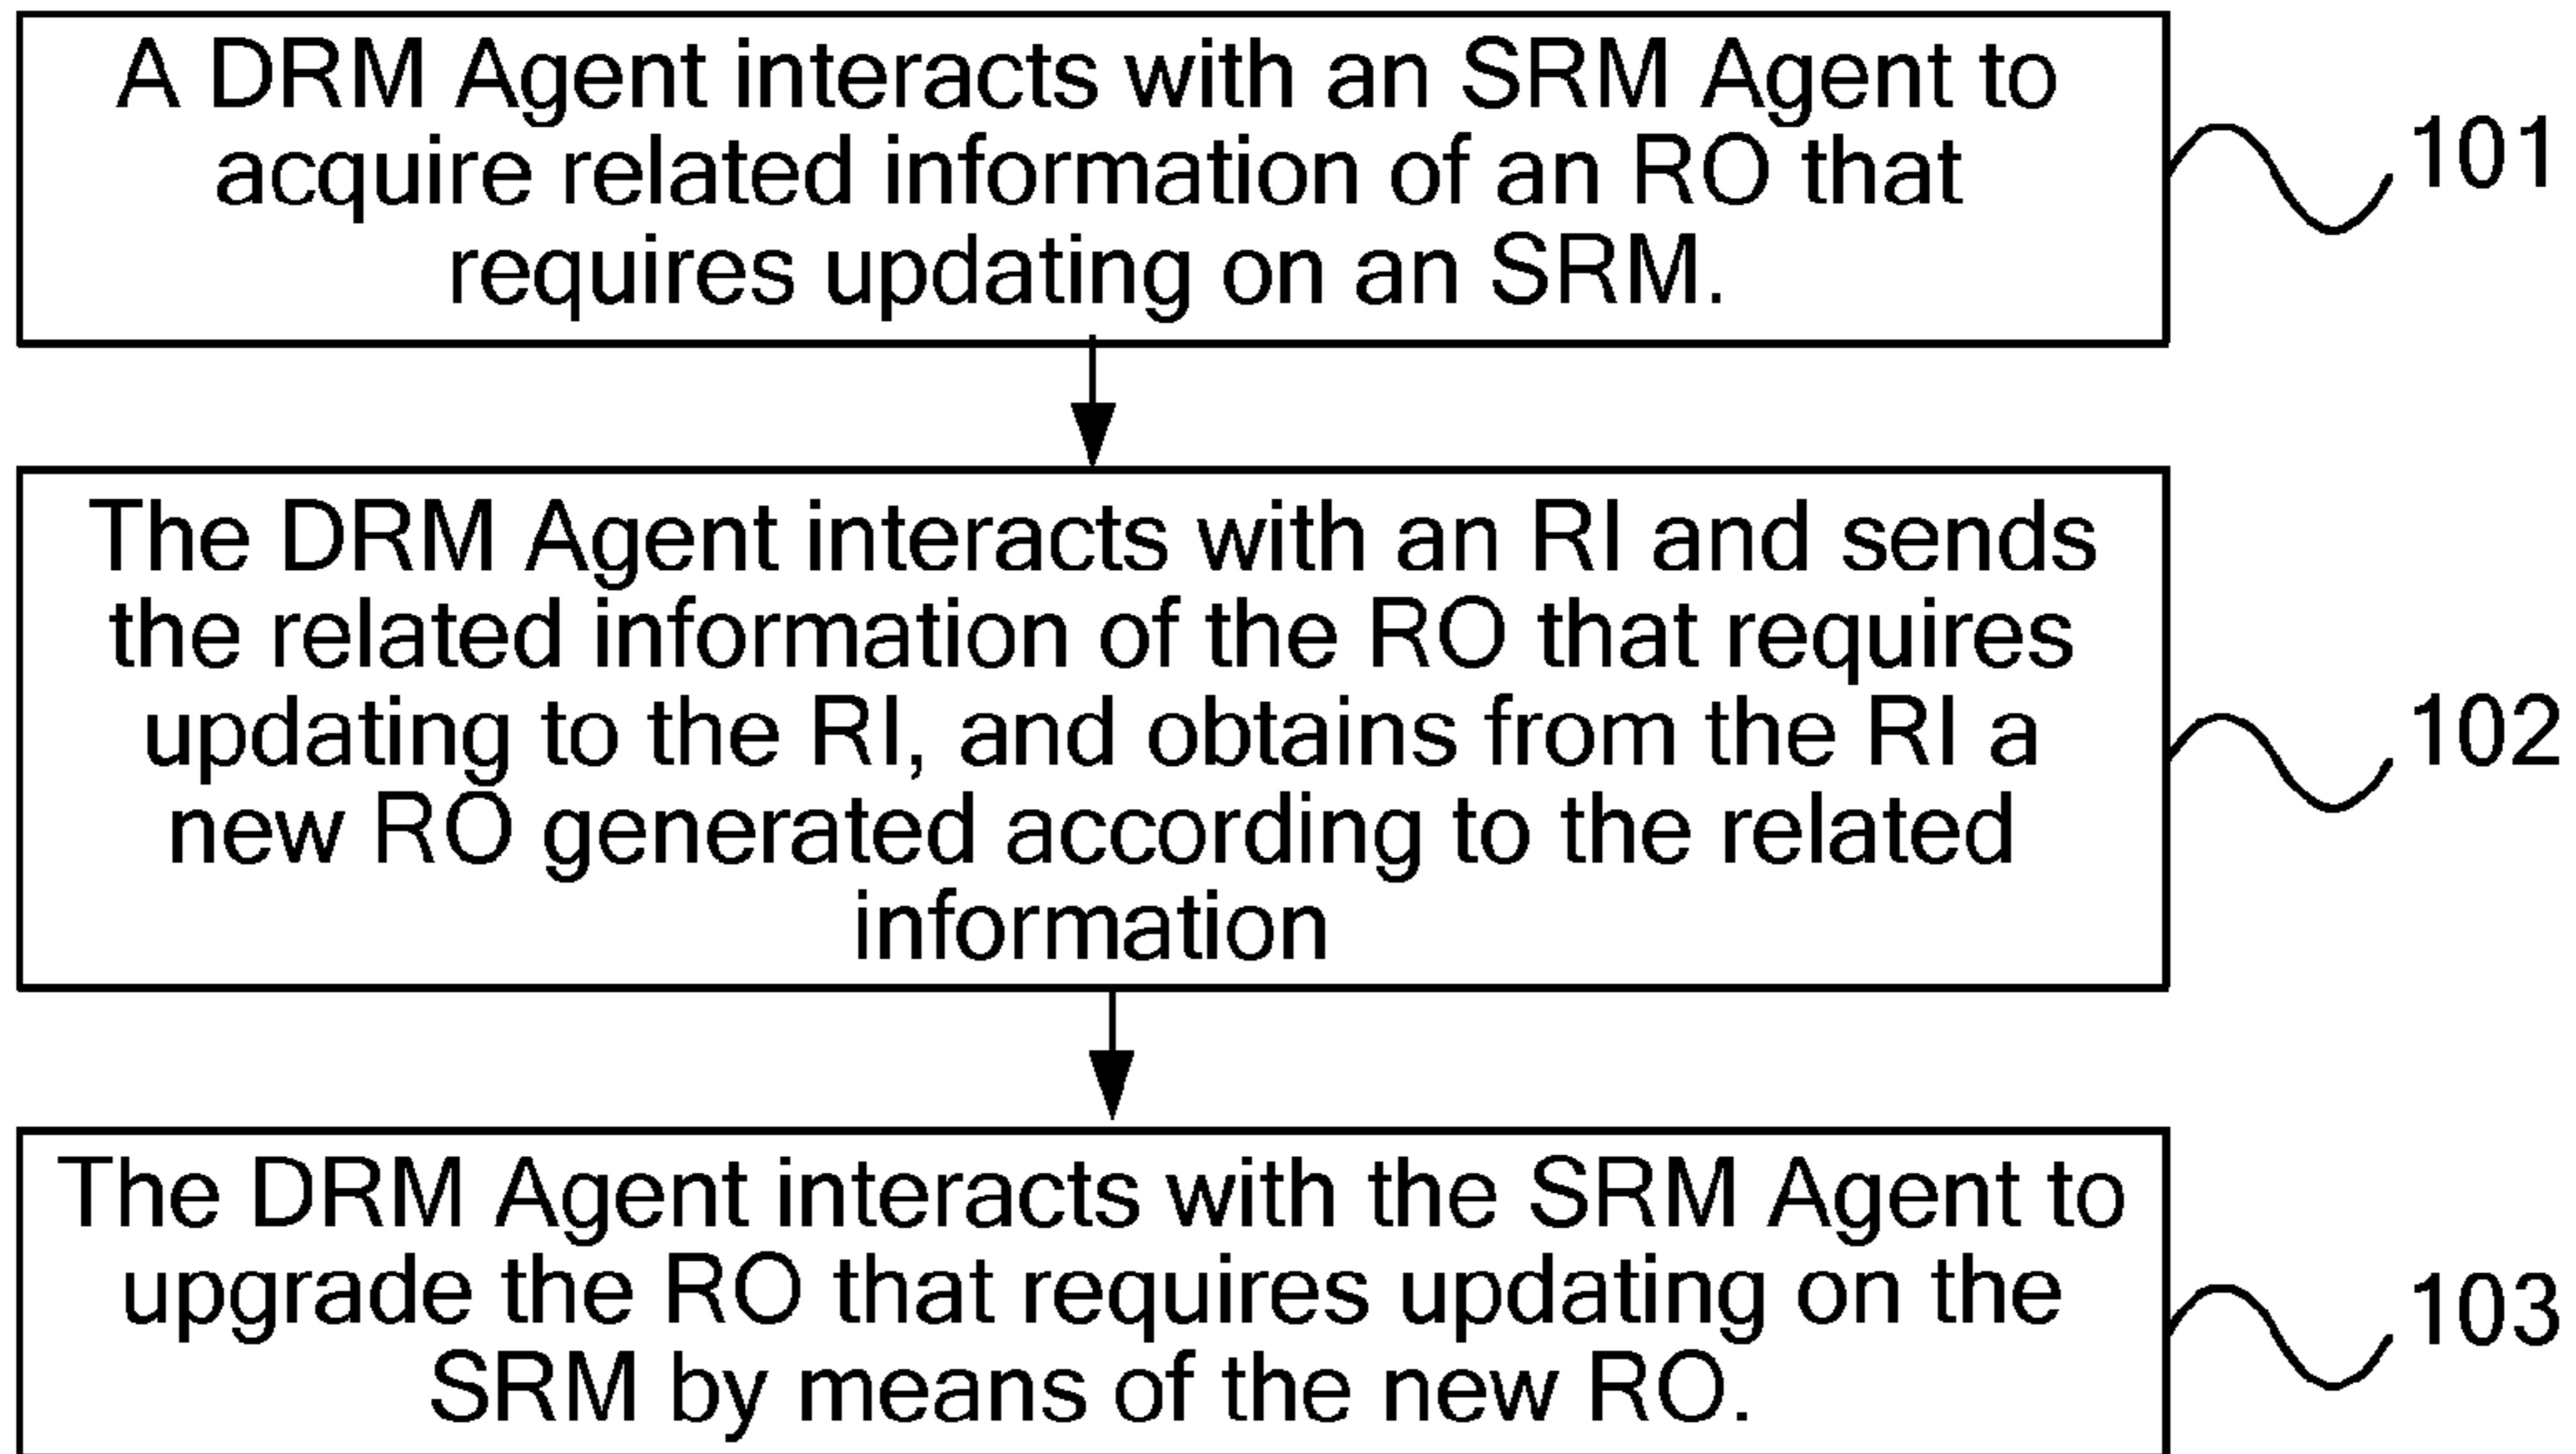 A DRM Agent interacts with an SRM Agent to
acquire related information of an RO that
requires updating on an SRM.
101
The DRM Agent interacts with an RI and sends
the related information of the RO that requires
updating to the RI, and obtains from the RI a
new RO generated according to the related
information
102
The DRM Agent interacts with the SRM Agent to
upgrade the RO that requires updating on the
SRM by means of the new RO.
103